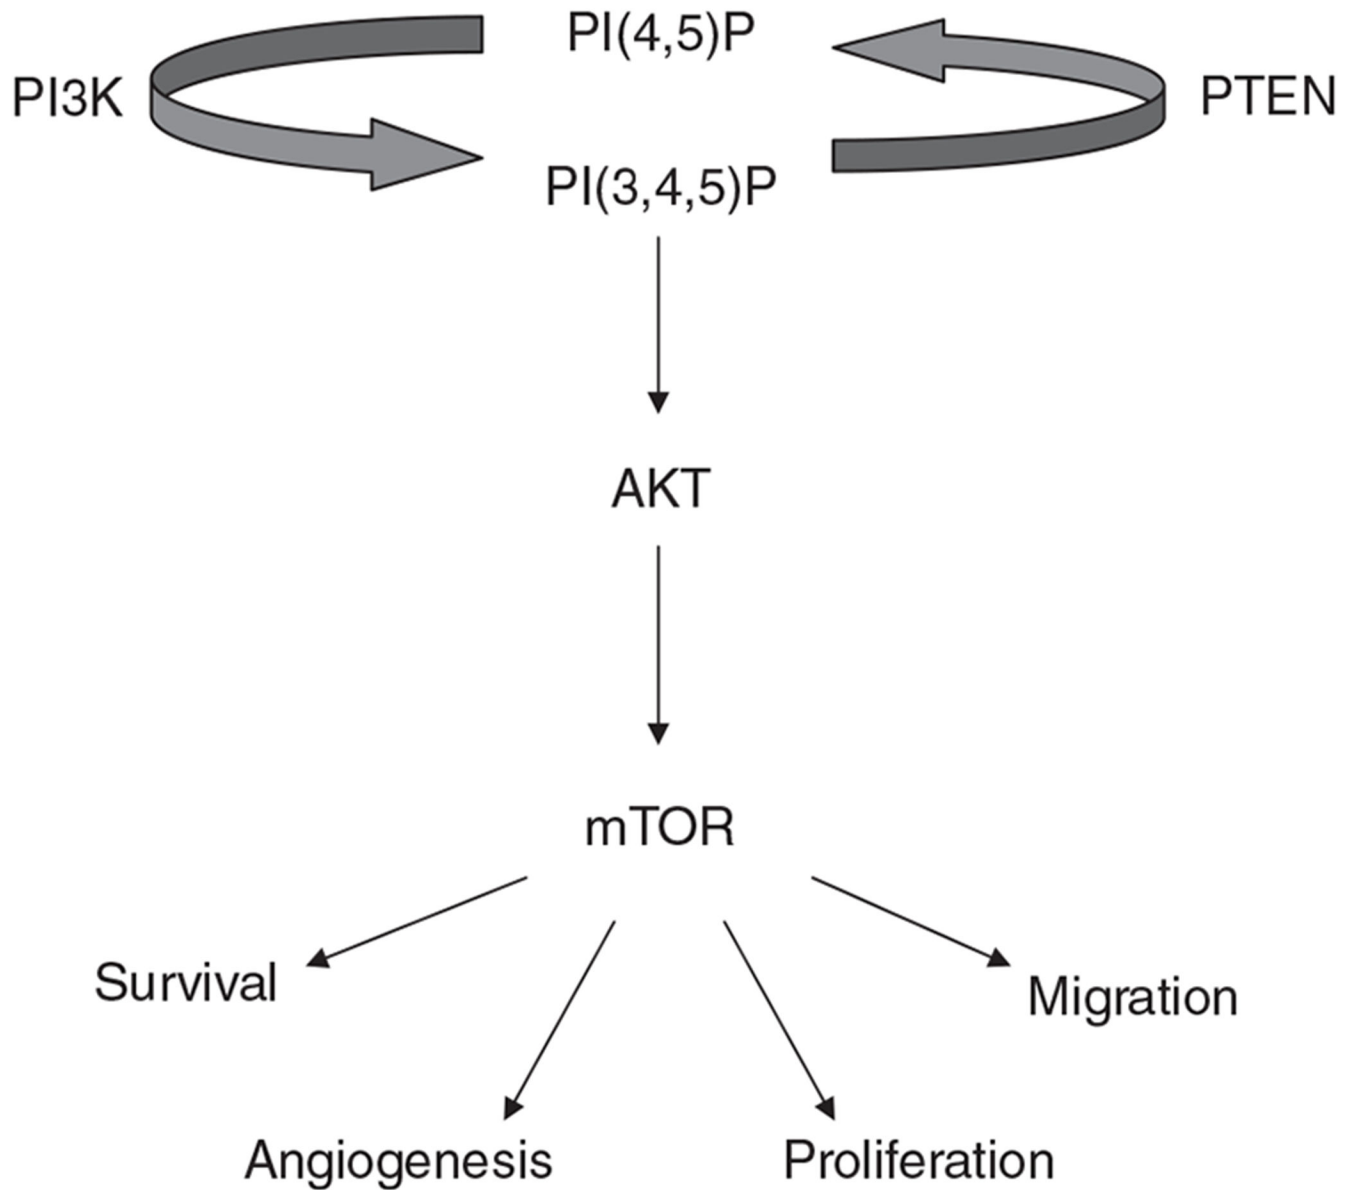 PI(4,5)P
PI3K
PTEN
PI(3,4,5)P
AKT
mTOR
Survival
Migration
Angiogenesis
Proliferation